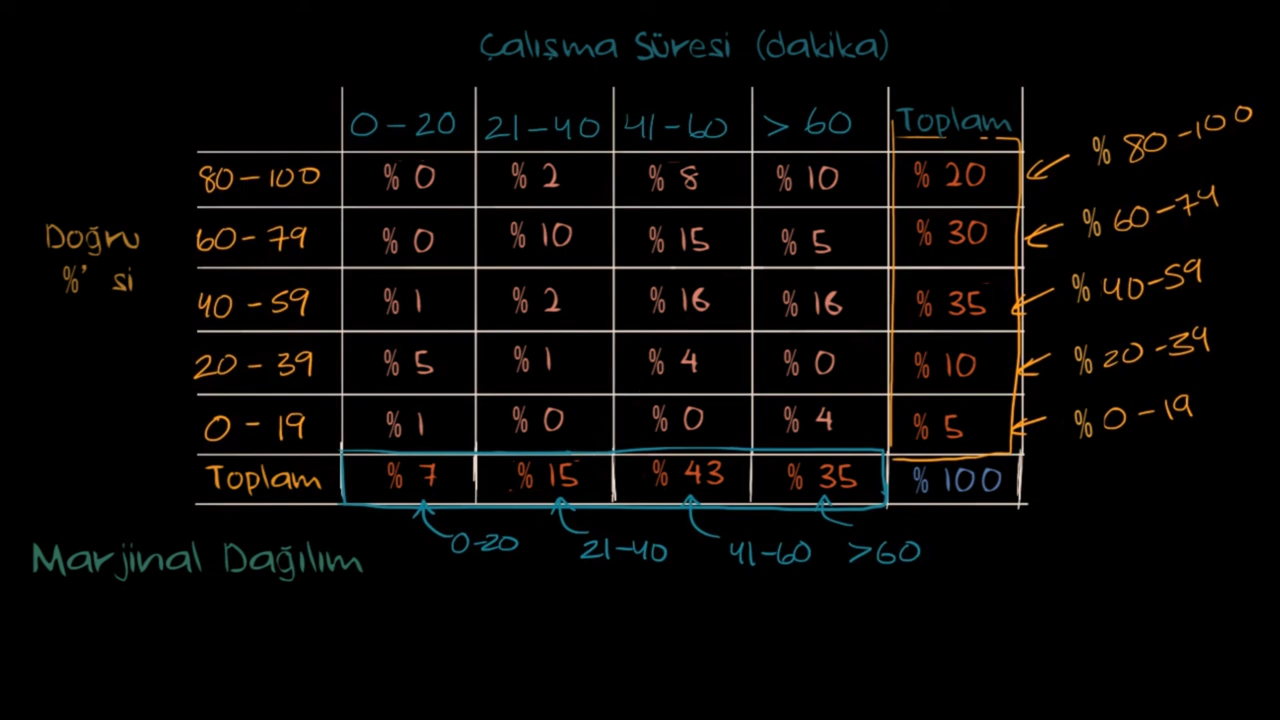 Çalışma Süresi (dakika)
0-20 21-40 41-60 > 60 Toplam
80-100 % 0 % 2 % 8 % 10 % 20 % 80-100
60-79 % 0 % 10 % 15 % 5 % 30 % 60-74
Doğru
%' si
40-59 % 1 % 2 % 16 % 16 % 35 % 40-59
20-39 % 5 % 1 % 4 % 0 % 10 % 20-39
0-19 % 1 % 0 % 0 % 4 % 5 % 0-19
Toplam % 7 % 15 % 43 % 35 % 100
0-20 21-40 41-60 >60
Marjinal Dağılım